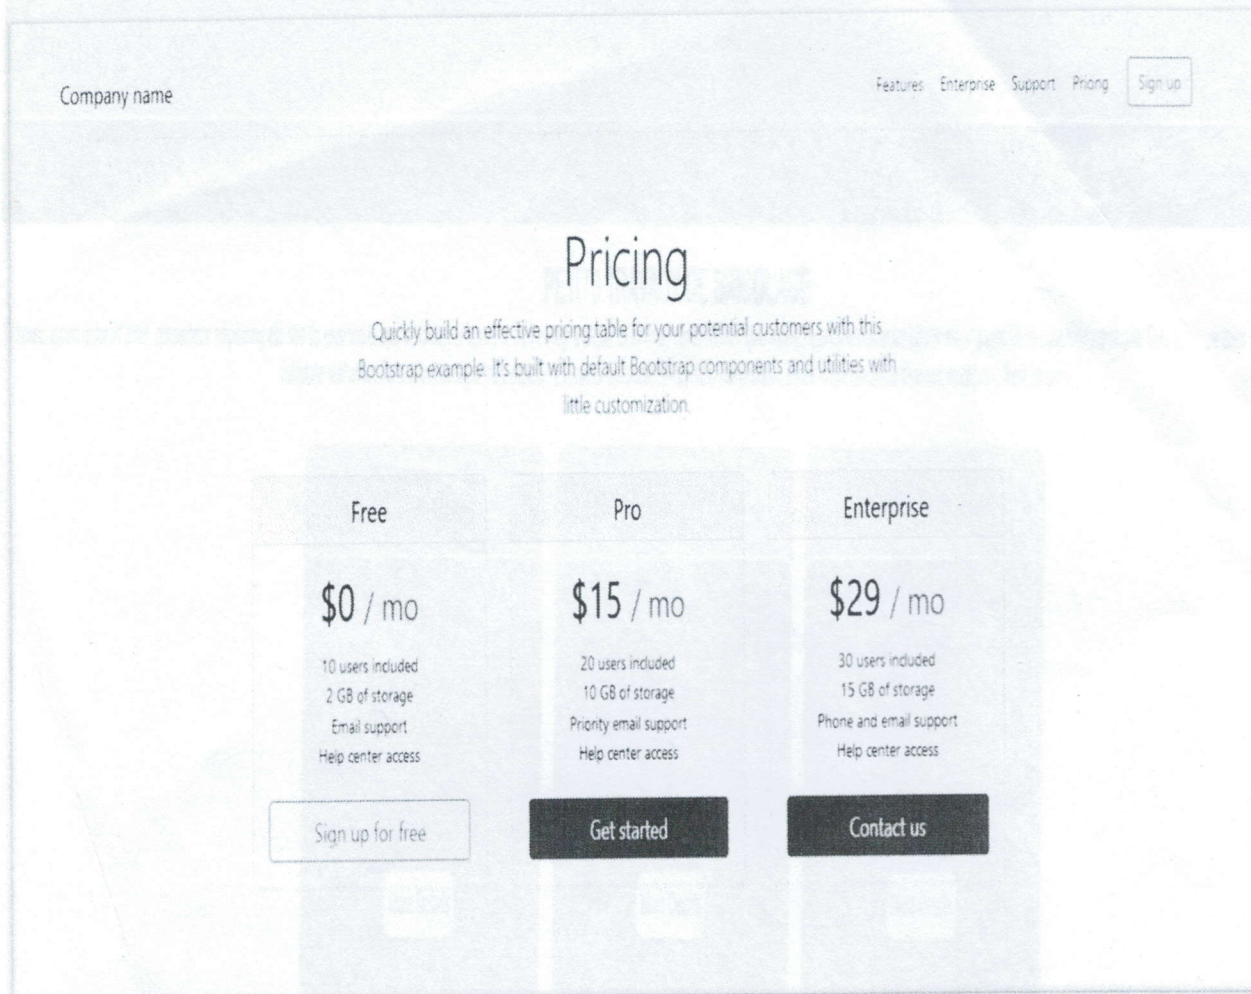 Company name
Features Enterprise Support Pricing Sign up
Pricing
Quickly build an effective pricing table for your potential customers with this
Bootstrap example. It's built with default Bootstrap components and utilities with
little customization.
Free
$0 / mo
10 users included
2 GB of storage
Email support
Help center access
Sign up for free
Pro
$15 / mo
20 users included
10 GB of storage
Priority email support
Help center access
Get started
Enterprise
$29 / mo
30 users included
15 GB of storage
Phone and email support
Help center access
Contact us